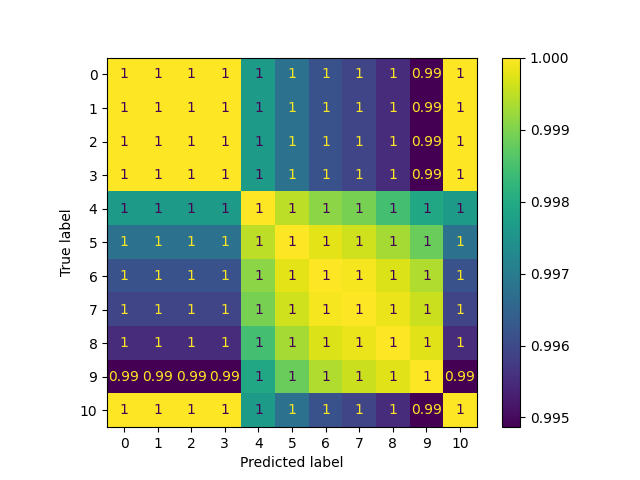 0 1 1 1 1 1 1 1 1 1 0.99 1
1 1 1 1 1 1 1 1 1 1 0.99 1
2 1 1 1 1 1 1 1 1 1 0.99 1
3 1 1 1 1 1 1 1 1 1 0.99 1
4 1 1 1 1 1 1 1 1 1 1 1
5 1 1 1 1 1 1 1 1 1 1 1
6 1 1 1 1 1 1 1 1 1 1 1
7 1 1 1 1 1 1 1 1 1 1 1
8 1 1 1 1 1 1 1 1 1 1 1
9 0.99 0.99 0.99 0.99 1 1 1 1 1 1 0.99
10 1 1 1 1 1 1 1 1 1 0.99 1
0 1 2 3 4 5 6 7 8 9 10
Predicted label
True label
1.000
0.999
0.998
0.997
0.996
0.995